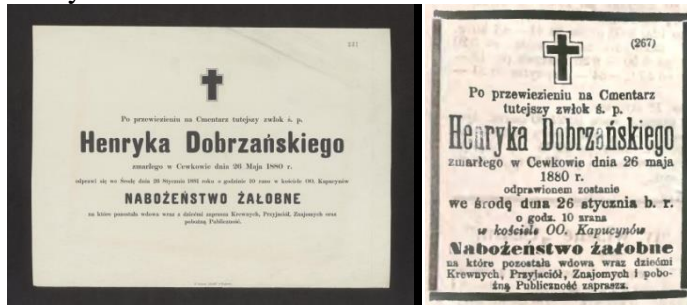 Po przewiezieniu na Cmentarz tutejszy zwłok ś. p.
Henryka Dobrzańskiego
zmarłego w Cewkowie dnia 26 Maja 1880 r.
odprawi się we Środę dnia 26 Stycznia 1881 roku o godzinie 10 rano w kościele OO. Kapucynów
NABOŻEŃSTWO ŻAŁOBNE
na które pozostała wdowa wraz z dziećmi zaprasza Krewnych, Przyjaciół, Znajomych oraz
pobożną Publiczność.
(267)
Po przewiezieniu na Cmentarz
tutejszy zwłok ś. p.
Henryka Dobrzańskiego
zmarłego w Cewkowie dnia 26 maja
1880 r.
odprawionem zostanie
we środę dnia 26 stycznia b. r.
o godz. 10 zrana
w kościele OO. Kapucynów
Nabożeństwo żałobne
na które pozostała wdowa wraz dziećmi
Krewnych, Przyjaciół, Znajomych i pobo-
żną Publiczność zaprasza.